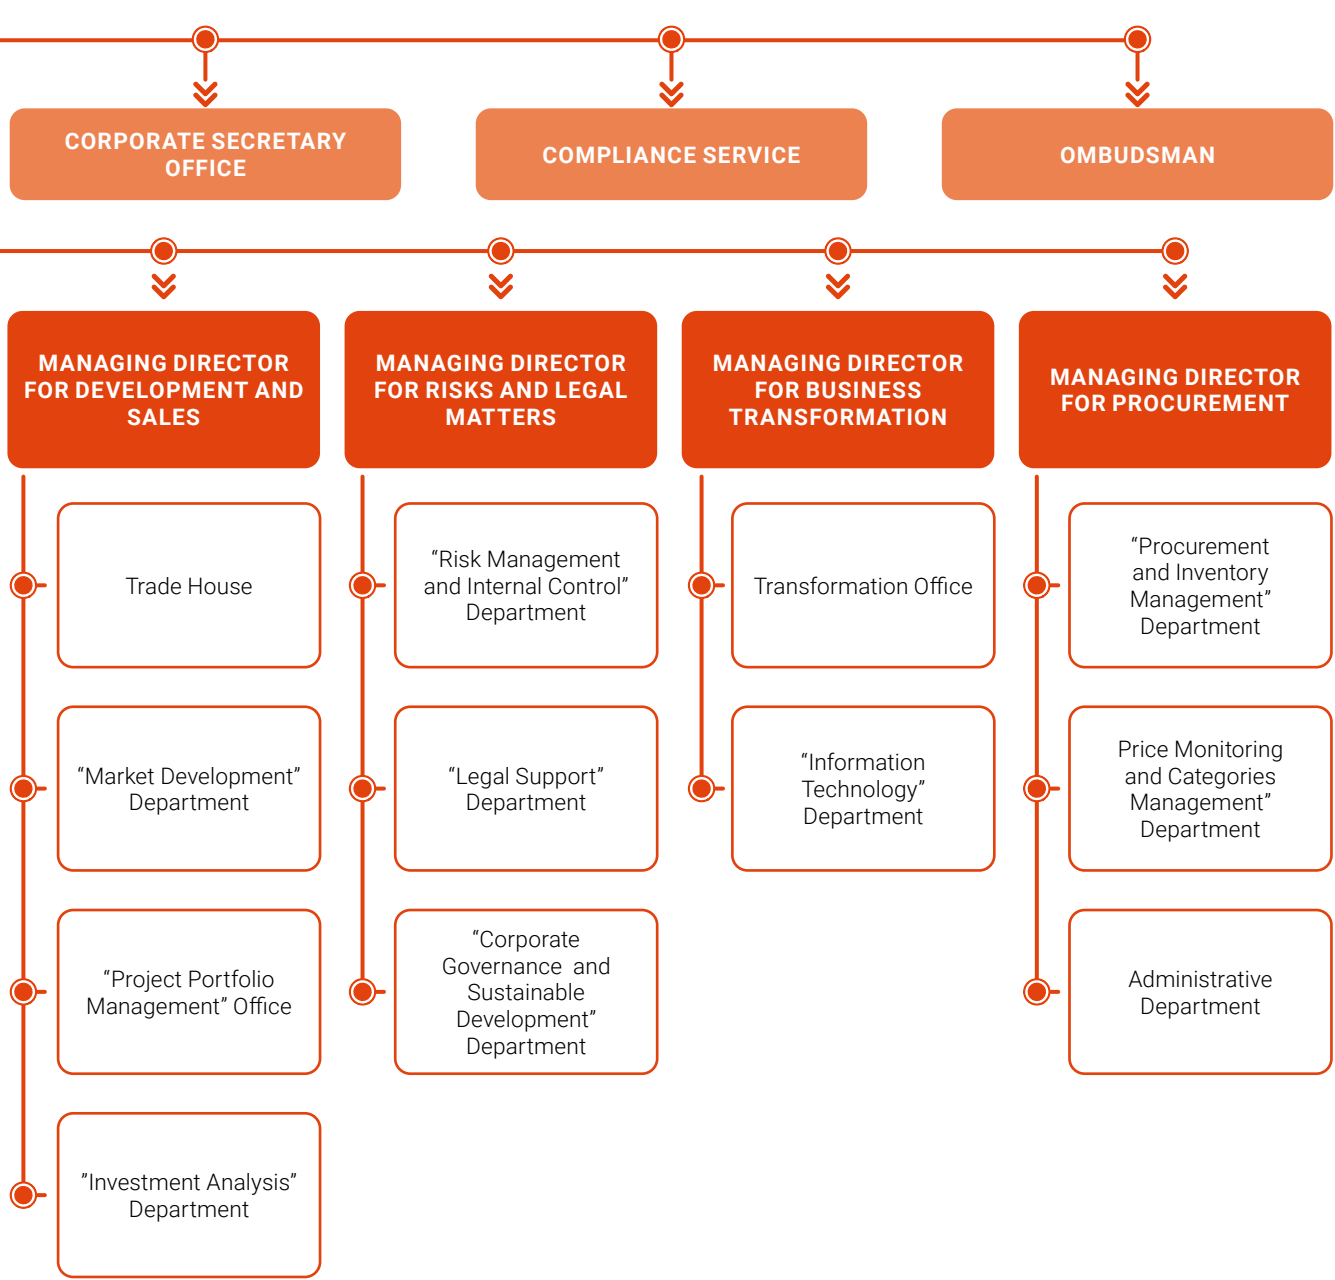 CORPORATE SECRETARY
OFFICE
COMPLIANCE SERVICE
OMBUDSMAN
MANAGING DIRECTOR
FOR DEVELOPMENT AND
SALES
Trade House
“Market Development”
Department
“Project Portfolio
Management” Office
”Investment Analysis”
Department
MANAGING DIRECTOR
FOR RISKS AND LEGAL
MATTERS
“Risk Management
and Internal Control”
Department
“Legal Support”
Department
“Corporate
Governance and
Sustainable
Development”
Department
MANAGING DIRECTOR
FOR BUSINESS
TRANSFORMATION
Transformation Office
“Information
Technology”
Department
MANAGING DIRECTOR
FOR PROCUREMENT
“Procurement
and Inventory
Management”
Department
Price Monitoring
and Categories
Management”
Department
Administrative
Department